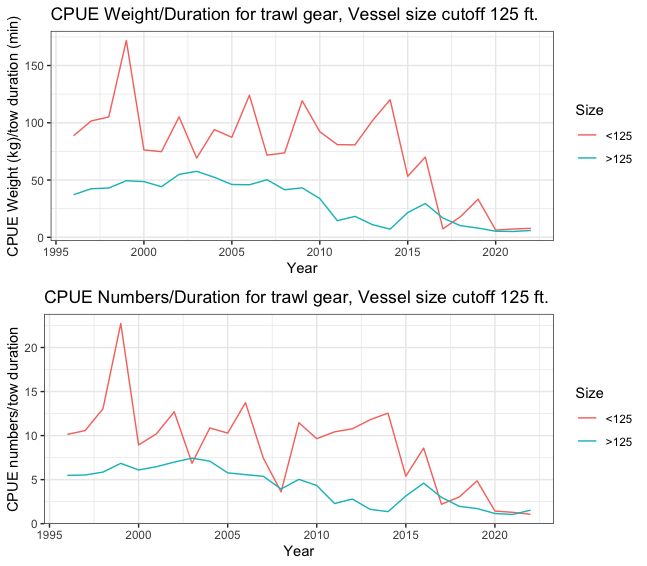 CPUE Weight/Duration for trawl gear, Vessel size cutoff 125 ft.
CPUE Weight (kg)/tow duration (min)
150
100
50
0
1995 2000 2005 2010 2015 2020
Year
Size
<125
>125
CPUE Numbers/Duration for trawl gear, Vessel size cutoff 125 ft.
CPUE numbers/tow duration
20
15
10
5
0
1995 2000 2005 2010 2015 2020
Year
Size
<125
>125